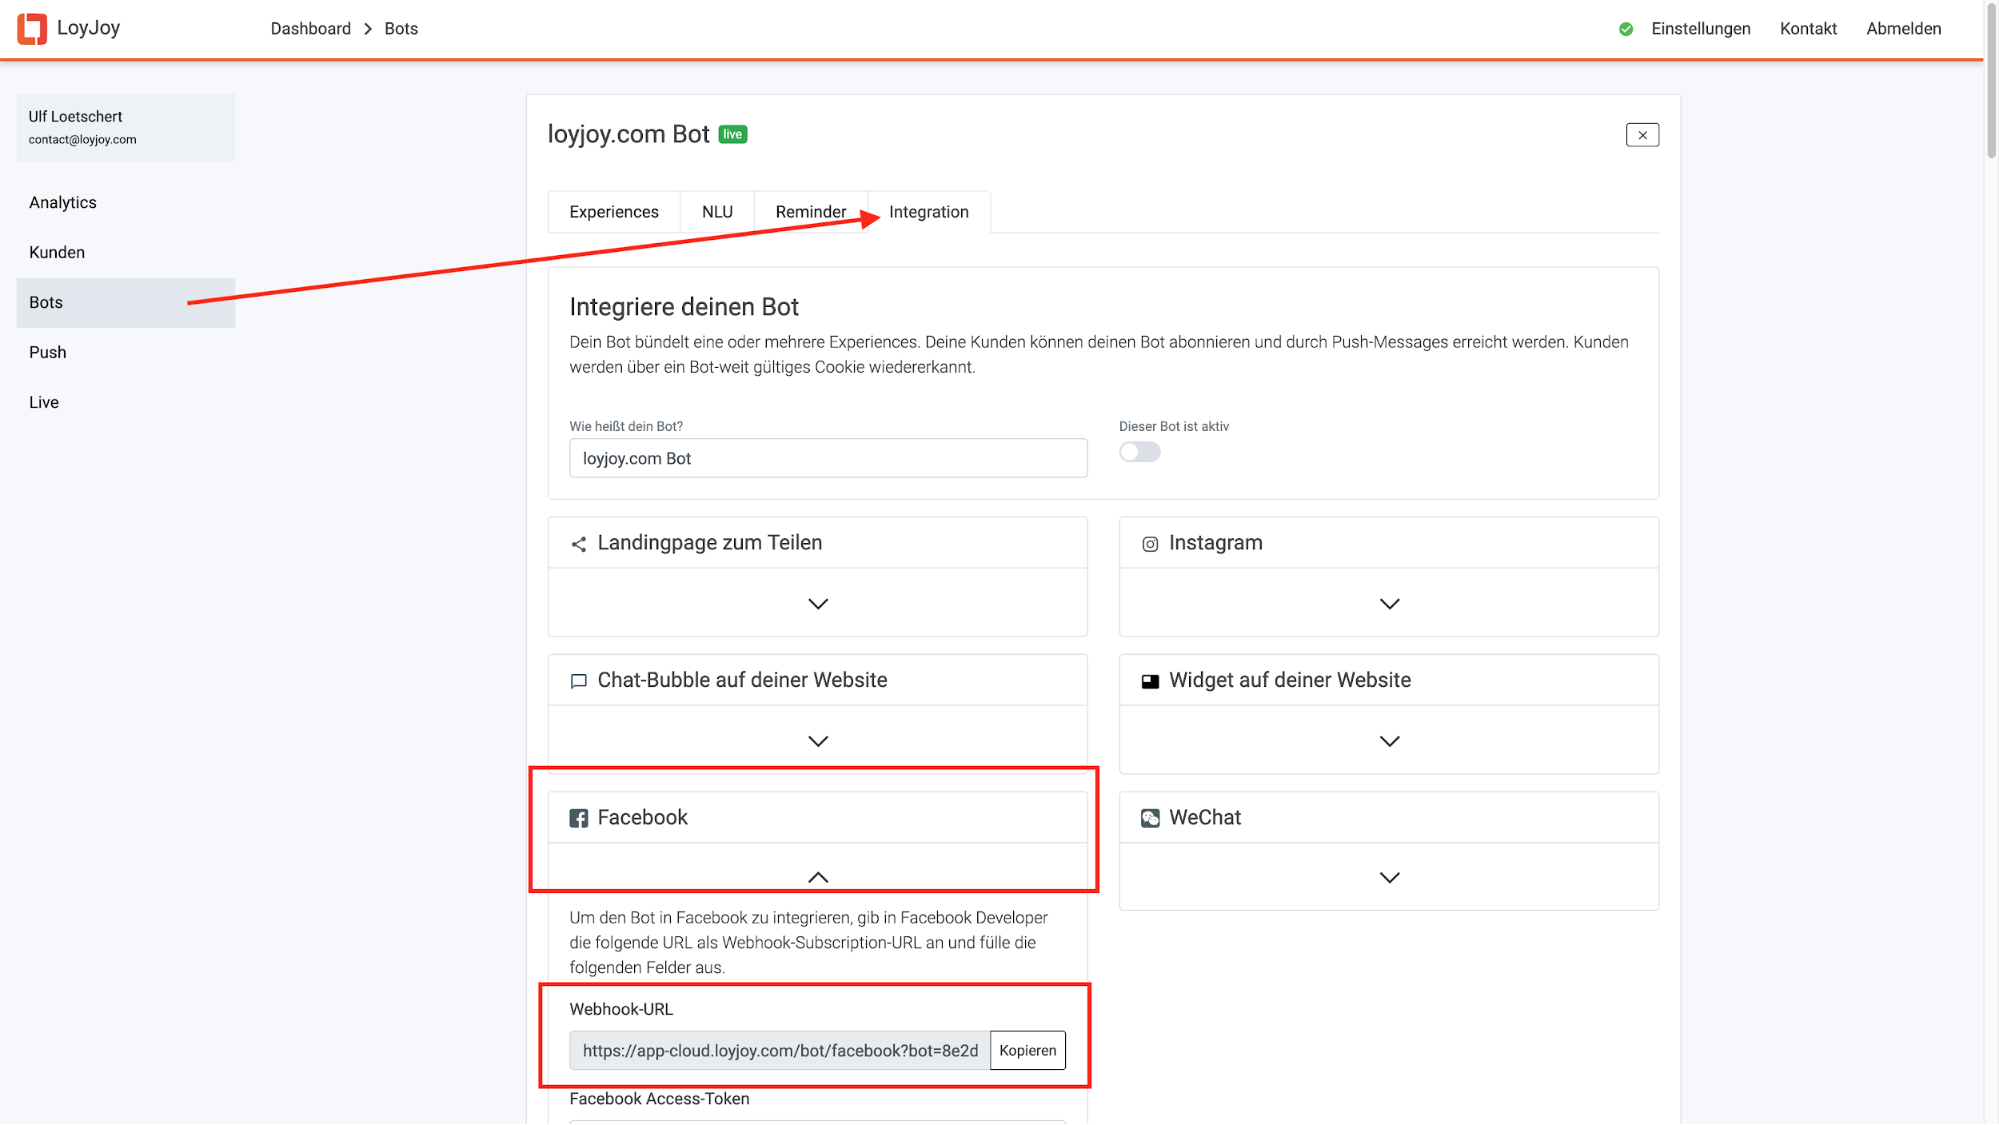 LoyJoy
Dashboard > Bots
Einstellungen
Kontakt
Abmelden
Ulf Loetschert
contact@loyjoy.com
Analytics
Kunden
Bots
Push
Live
loyjoy.com Bot live
Experiences
NLU
Reminder
Integration
Integriere deinen Bot
Dein Bot bündelt eine oder mehrere Experiences. Deine Kunden können deinen Bot abonnieren und durch Push-Messages erreicht werden. Kunden
werden über ein Bot-weit gültiges Cookie wiedererkannt.
Wie heißt dein Bot?
loyjoy.com Bot
Dieser Bot ist aktiv
Landingpage zum Teilen
Instagram
Chat-Bubble auf deiner Website
Widget auf deiner Website
Facebook
WeChat
Um den Bot in Facebook zu integrieren, gib in Facebook Developer
die folgende URL als Webhook-Subscription-URL an und fülle die
folgenden Felder aus.
Webhook-URL
https://app-cloud.loyjoy.com/bot/facebook?bot=8e2d
Kopieren
Facebook Access-Token